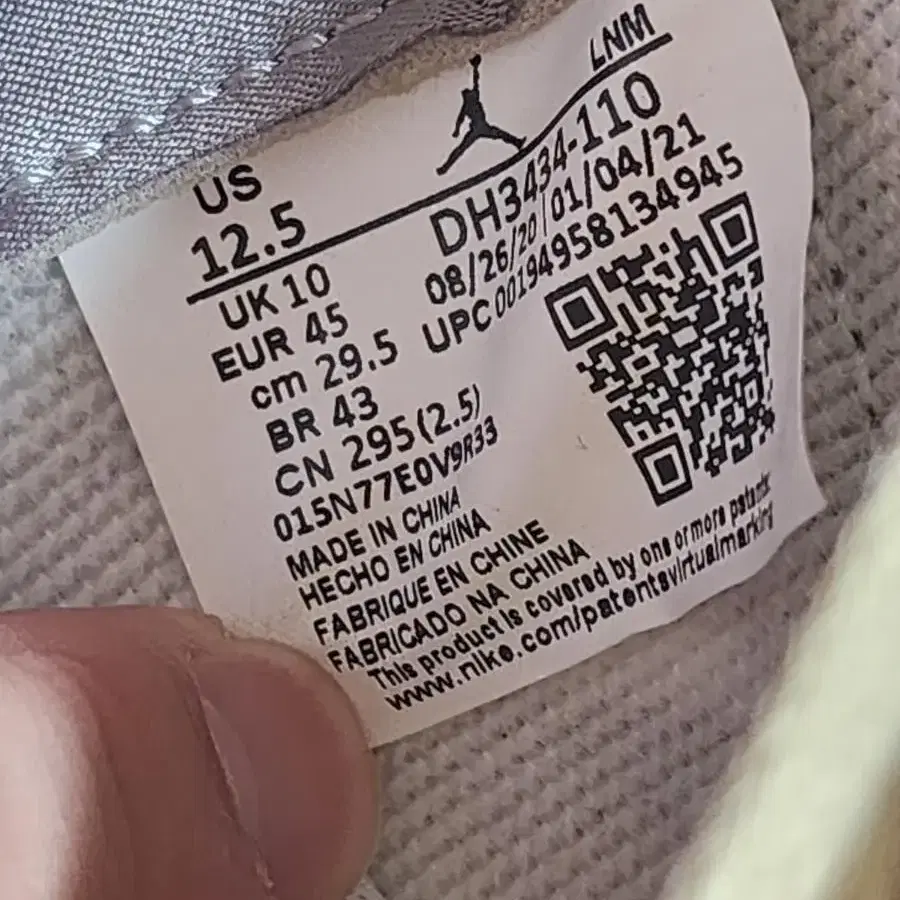 LNM
US
12.5
DH3434-110
08/26/20|01/04/21
UPC 00194958134945
UK 10
EUR 45
cm 29.5
BR 43
CN 295(2.5)
015N77E0V9R33
MADE IN CHINA
HECHO EN CHINA
FABRIQUE EN CHINE
FABRICADO NA CHINA
This product is covered by one or more patents.
www.nike.com/patentsvirtualmarking